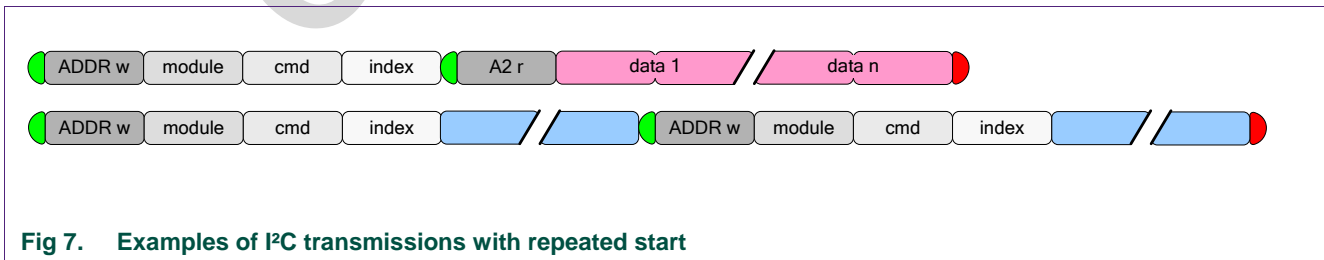 ADDR w module cmd index A2 r data 1 data n
ADDR w module cmd index ADDR w module cmd index
Fig 7. Examples of I²C transmissions with repeated start